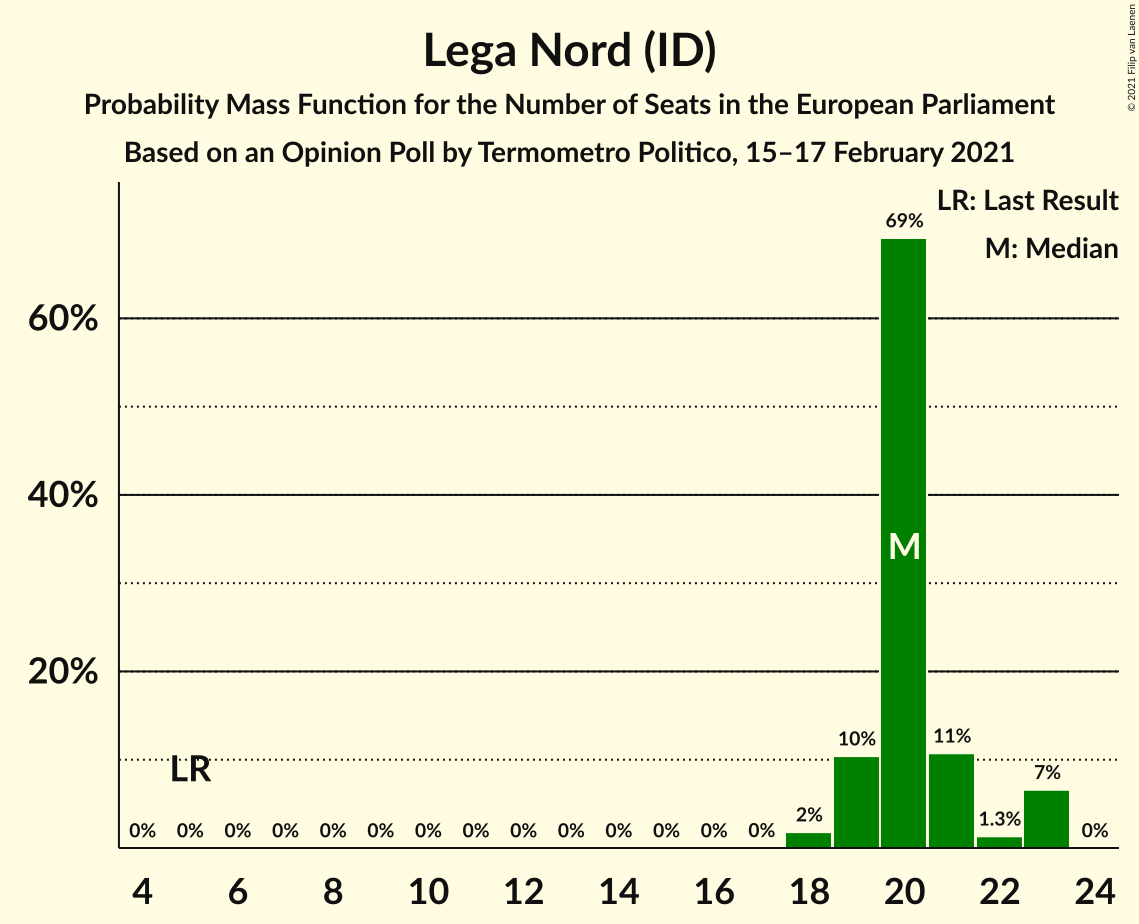 Lega Nord (ID)
Probability Mass Function for the Number of Seats in the European Parliament
Based on an Opinion Poll by Termometro Politico, 15–17 February 2021
© 2021 Filip van Laenen
LR: Last Result
M: Median
60%
40%
20%
LR
M
0% 0% 0% 0% 0% 0% 0% 0% 0% 0% 0% 0% 0% 0% 2% 10% 69% 11% 1.3% 7% 0%
4 6 8 10 12 14 16 18 20 22 24